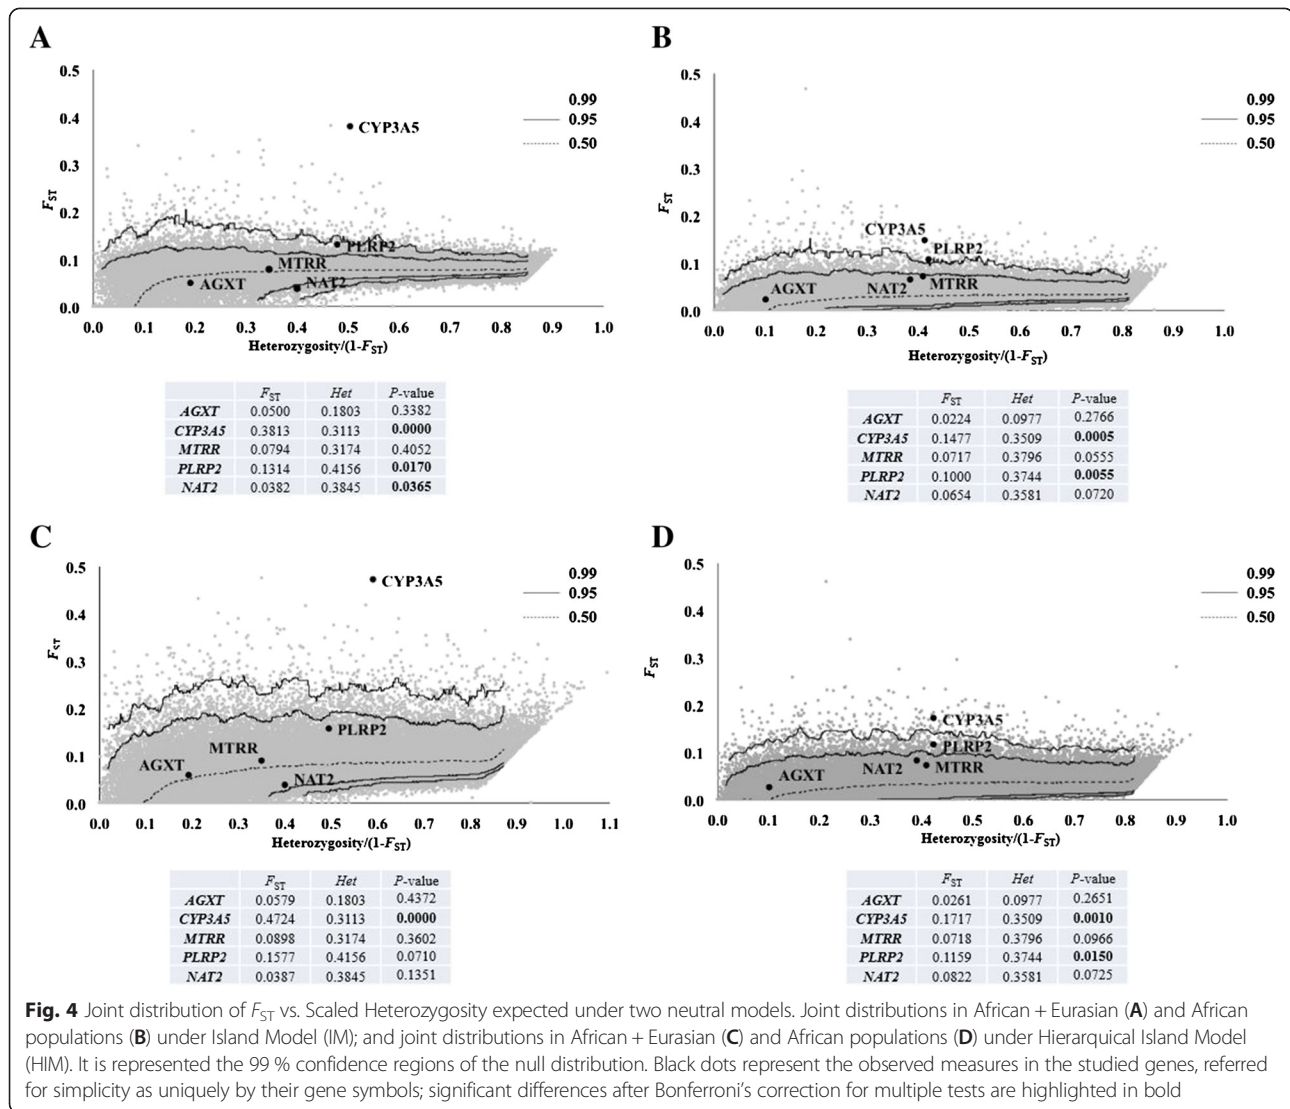 A
0.5
0.4
0.3
0.2
0.1
0.0
FST
0.99
0.95
0.50
CYP3A5
PLRP2
MTRR
AGXT
NAT2
0.0 0.1 0.2 0.3 0.4 0.5 0.6 0.7 0.8 0.9 1.0
Heterozygosity/(1-FST)
FST Het P-value
AGXT 0.0500 0.1803 0.3382
CYP3A5 0.3813 0.3113 0.0000
MTRR 0.0794 0.3174 0.4052
PLRP2 0.1314 0.4156 0.0170
NAT2 0.0382 0.3845 0.0365
B
0.5
0.4
0.3
0.2
0.1
0.0
FST
0.99
0.95
0.50
CYP3A5
PLRP2
AGXT
NAT2
MTRR
0.0 0.1 0.2 0.3 0.4 0.5 0.6 0.7 0.8 0.9 1.0
Heterozygosity/(1-FST)
FST Het P-value
AGXT 0.0224 0.0977 0.2766
CYP3A5 0.1477 0.3509 0.0005
MTRR 0.0717 0.3796 0.0555
PLRP2 0.1000 0.3744 0.0055
NAT2 0.0654 0.3581 0.0720
C
0.5
0.4
0.3
0.2
0.1
0.0
FST
0.99
0.95
0.50
CYP3A5
PLRP2
MTRR
AGXT
NAT2
0.0 0.1 0.2 0.3 0.4 0.5 0.6 0.7 0.8 0.9 1.0 1.1
Heterozygosity/(1-FST)
FST Het P-value
AGXT 0.0579 0.1803 0.4372
CYP3A5 0.4724 0.3113 0.0000
MTRR 0.0898 0.3174 0.3602
PLRP2 0.1577 0.4156 0.0710
NAT2 0.0387 0.3845 0.1351
D
0.5
0.4
0.3
0.2
0.1
0.0
FST
0.99
0.95
0.50
CYP3A5
PLRP2
NAT2
MTRR
AGXT
0.0 0.1 0.2 0.3 0.4 0.5 0.6 0.7 0.8 0.9 1.0
Heterozygosity/(1-FST)
FST Het P-value
AGXT 0.0261 0.0977 0.2651
CYP3A5 0.1717 0.3509 0.0010
MTRR 0.0718 0.3796 0.0966
PLRP2 0.1159 0.3744 0.0150
NAT2 0.0822 0.3581 0.0725
Fig. 4 Joint distribution of FST vs. Scaled Heterozygosity expected under two neutral models. Joint distributions in African + Eurasian (A) and African
populations (B) under Island Model (IM); and joint distributions in African + Eurasian (C) and African populations (D) under Hierarquical Island Model
(HIM). It is represented the 99 % confidence regions of the null distribution. Black dots represent the observed measures in the studied genes, referred
for simplicity as uniquely by their gene symbols; significant differences after Bonferroni's correction for multiple tests are highlighted in bold